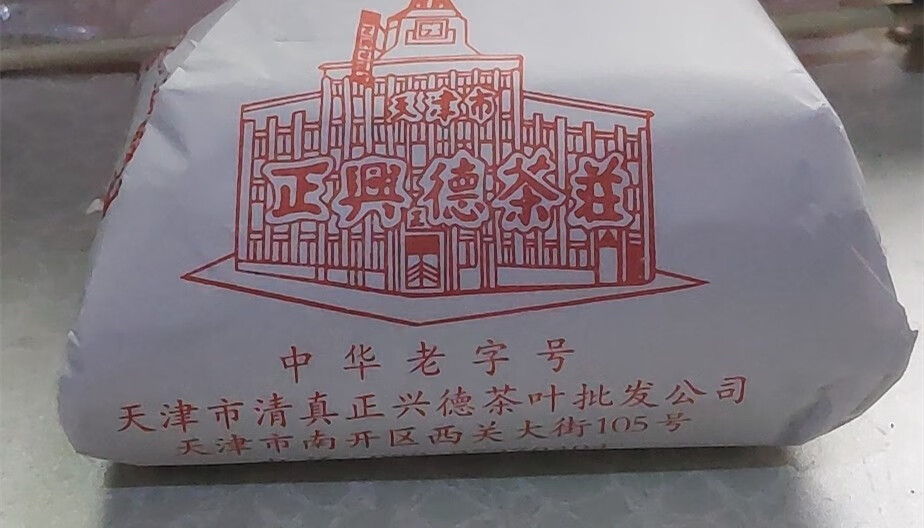 天津市
正興德茶莊
中华老字号
天津市清真正兴德茶叶批发公司
天津市南开区西关大街105号